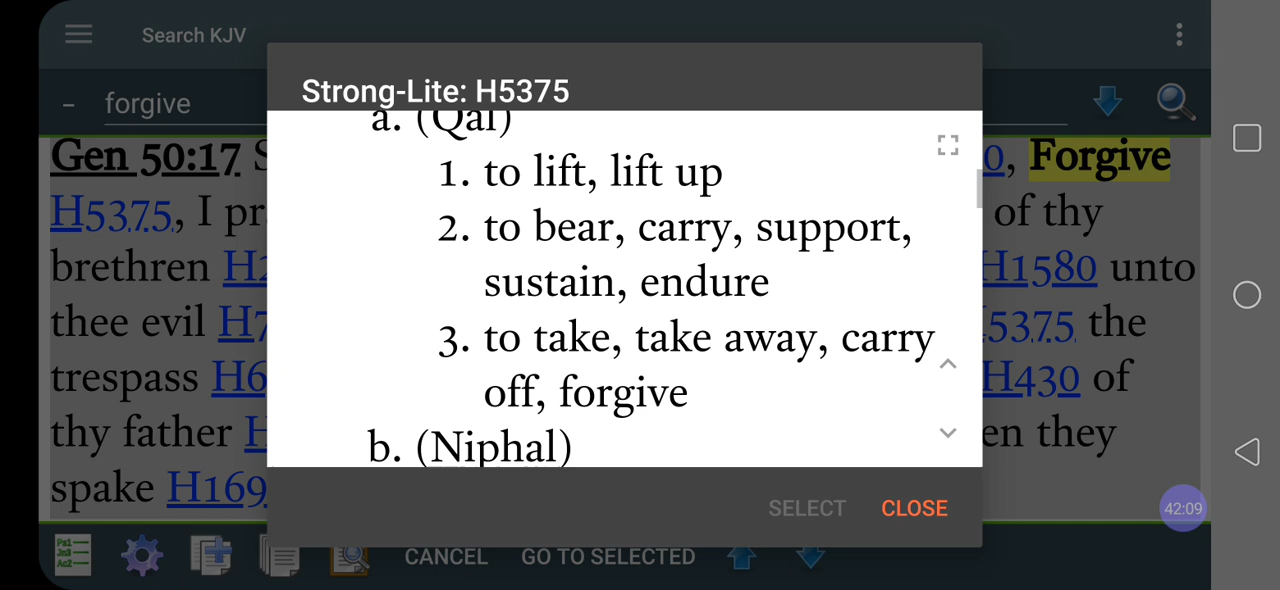 Search KJV
– forgive
Strong-Lite: H5375
a. (Qal)
1. to lift, lift up
2. to bear, carry, support,
sustain, endure
3. to take, take away, carry
off, forgive
b. (Niphal)
SELECT CLOSE
Gen 50:17 Forgive
H5375, I of thy
brethren H1580 unto
thee evil 5375 the
trespass H430 of
thy father they
spake
42:09
Ps1
Jn3
Ac2
CANCEL GO TO SELECTED